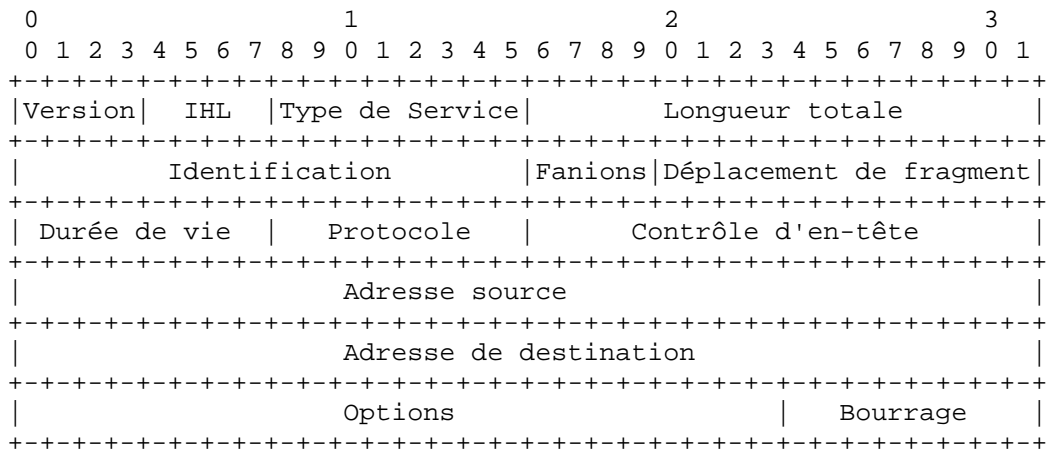 0 1 2 3
0 1 2 3 4 5 6 7 8 9 0 1 2 3 4 5 6 7 8 9 0 1 2 3 4 5 6 7 8 9 0 1
+-+-+-+-+-+-+-+-+-+-+-+-+-+-+-+-+-+-+-+-+-+-+-+-+-+-+-+-+-+-+-+-+
|Version| IHL |Type de Service| Longueur totale |
+-+-+-+-+-+-+-+-+-+-+-+-+-+-+-+-+-+-+-+-+-+-+-+-+-+-+-+-+-+-+-+-+
| Identification |Fanions|Déplacement de fragment|
+-+-+-+-+-+-+-+-+-+-+-+-+-+-+-+-+-+-+-+-+-+-+-+-+-+-+-+-+-+-+-+-+
| Durée de vie | Protocole | Contrôle d'en-tête |
+-+-+-+-+-+-+-+-+-+-+-+-+-+-+-+-+-+-+-+-+-+-+-+-+-+-+-+-+-+-+-+-+
| Adresse source |
+-+-+-+-+-+-+-+-+-+-+-+-+-+-+-+-+-+-+-+-+-+-+-+-+-+-+-+-+-+-+-+-+
| Adresse de destination |
+-+-+-+-+-+-+-+-+-+-+-+-+-+-+-+-+-+-+-+-+-+-+-+-+-+-+-+-+-+-+-+-+
| Options | Bourrage |
+-+-+-+-+-+-+-+-+-+-+-+-+-+-+-+-+-+-+-+-+-+-+-+-+-+-+-+-+-+-+-+-+